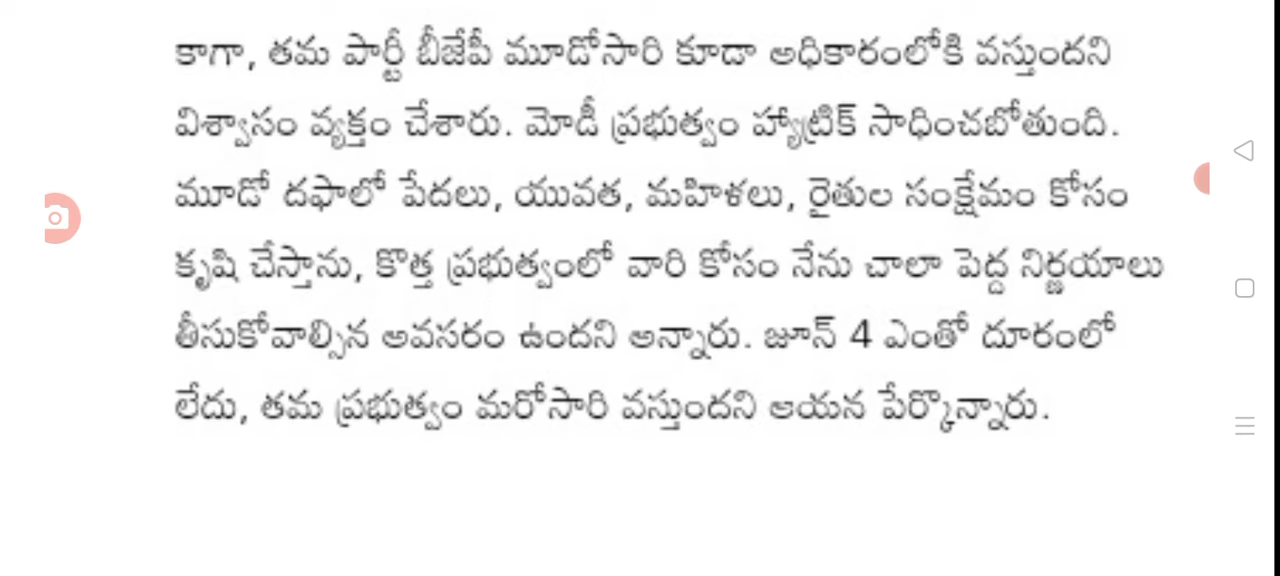 కాగా, తమ పార్టీ బీజేపీ మూడోసారి కూడా అధికారంలోకి వస్తుందని
విశ్వాసం వ్యక్తం చేశారు. మోడీ ప్రభుత్వం హ్యాట్రిక్ సాధించబోతుంది.
మూడో దఫాలో పేదలు, యువత, మహిళలు, రైతుల సంక్షేమం కోసం
కృషి చేస్తాను, కొత్త ప్రభుత్వంలో వారి కోసం నేను చాలా పెద్ద నిర్ణయాలు
తీసుకోవాల్సిన అవసరం ఉందని అన్నారు. జూన్ 4 ఎంతో దూరంలో
లేదు, తమ ప్రభుత్వం మరోసారి వస్తుందని ఆయన పేర్కొన్నారు.